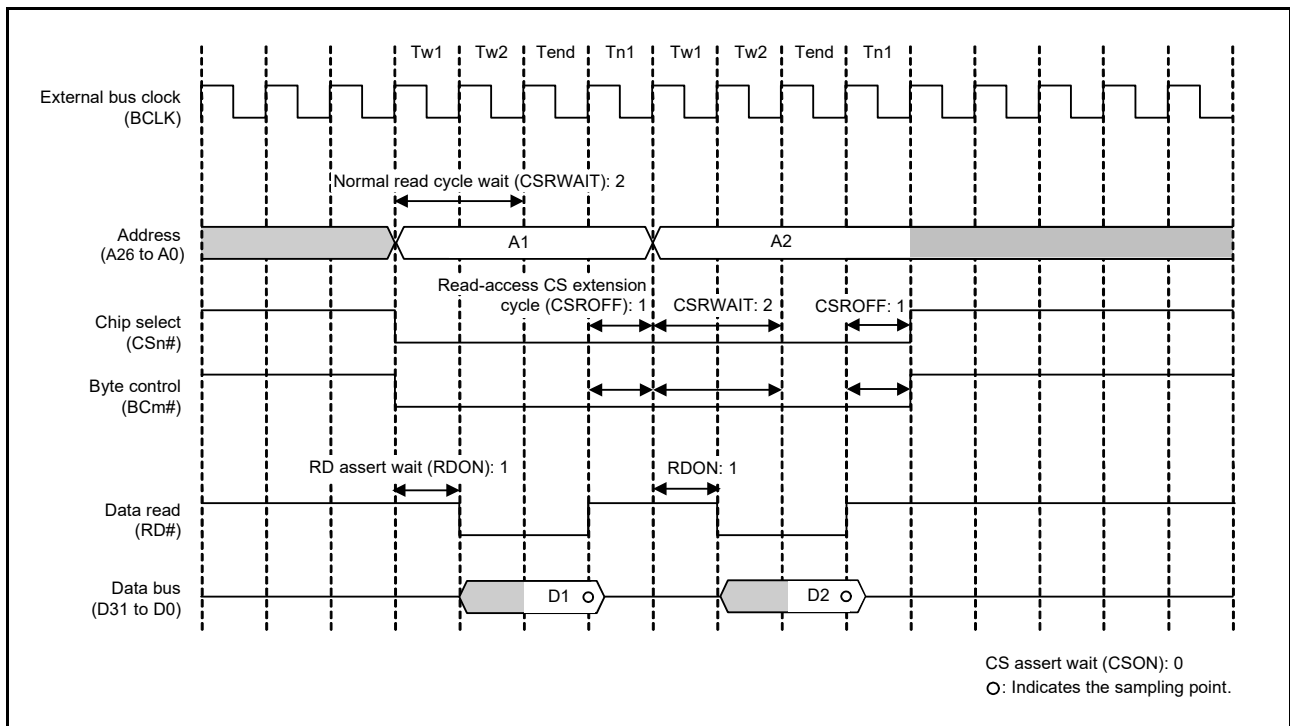 Tw1 Tw2 Tend Tn1 Tw1 Tw2 Tend Tn1
External bus clock
(BCLK)
Normal read cycle wait (CSRWAIT): 2
Address
(A26 to A0)
A1
A2
Read-access CS extension
cycle (CSROFF): 1
CSRWAIT: 2
CSROFF: 1
Chip select
(CSn#)
Byte control
(BCm#)
RD assert wait (RDON): 1
RDON: 1
Data read
(RD#)
Data bus
(D31 to D0)
D1
D2
CS assert wait (CSON): 0
: Indicates the sampling point.